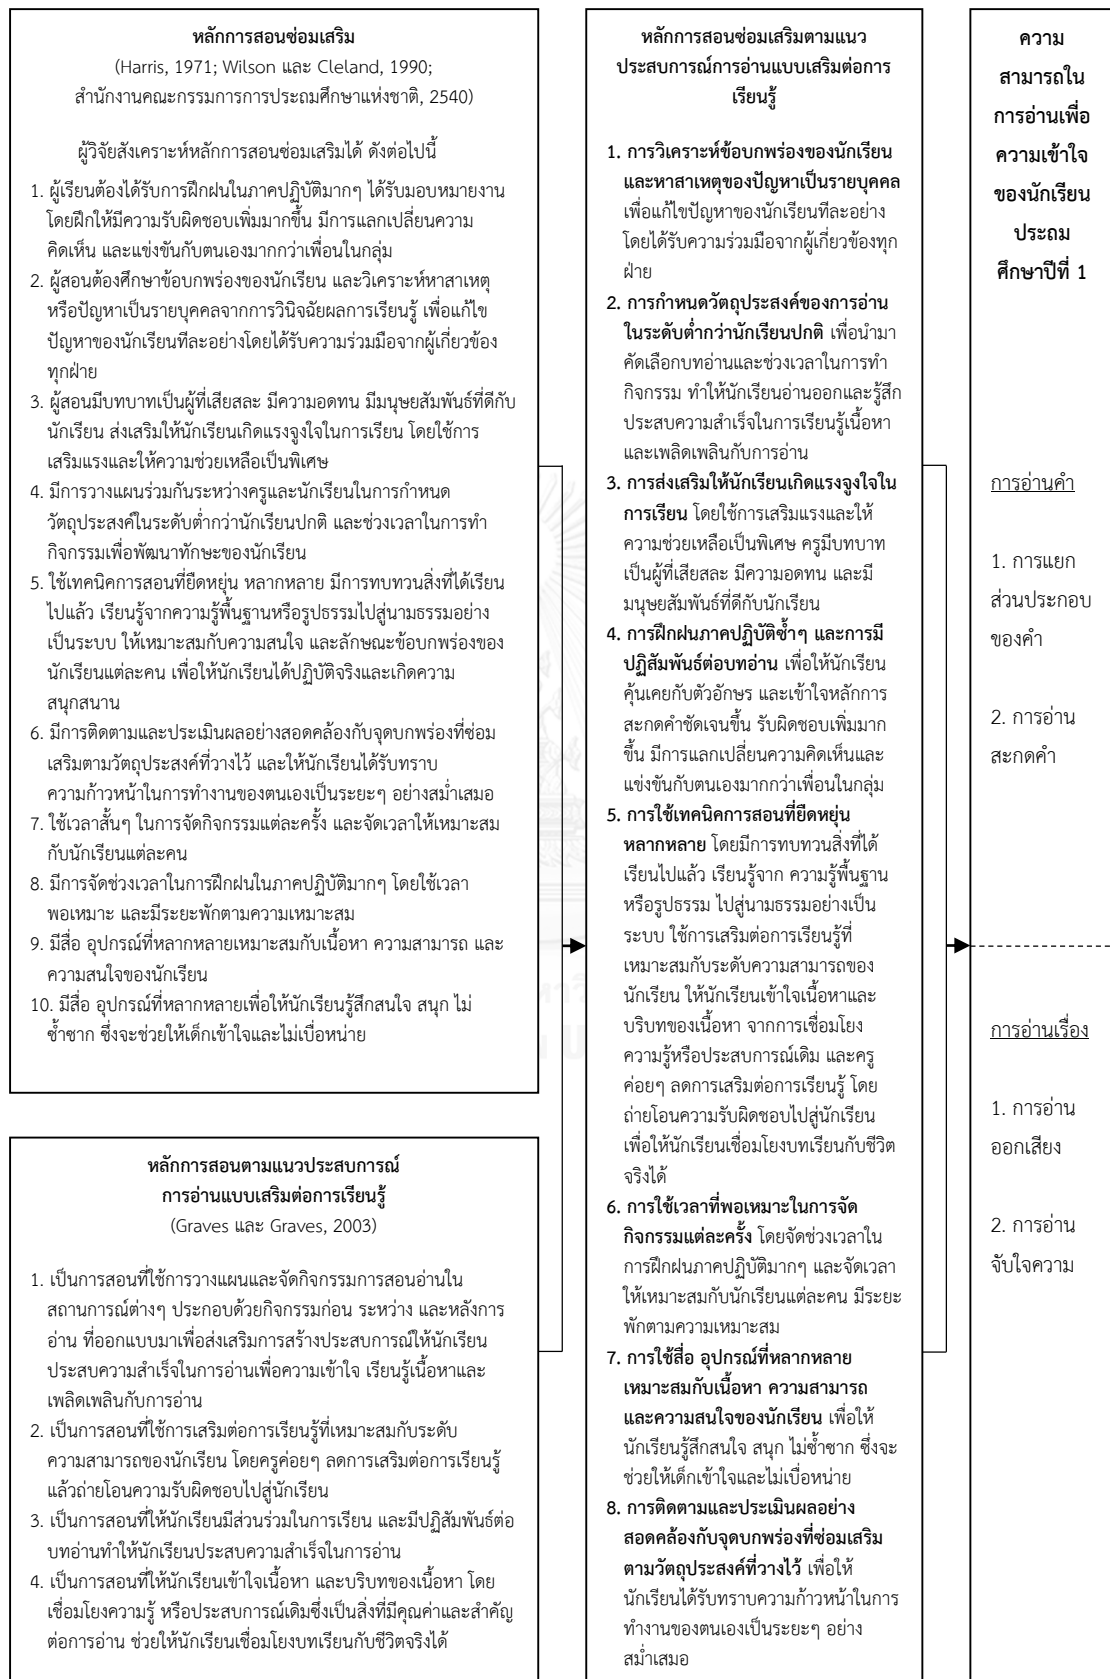 หลักการสอนซ่อมเสริม
(Harris, 1971; Wilson และ Cleland, 1990;
สำนักงานคณะกรรมการการประถมศึกษาแห่งชาติ, 2540)
ผู้วิจัยสังเคราะห์หลักการสอนซ่อมเสริมได้ ดังต่อไปนี้
1. ผู้เรียนต้องได้รับการฝึกฝนในภาคปฏิบัติมากๆ ได้รับมอบหมายงาน
โดยฝึกให้มีความรับผิดชอบเพิ่มมากขึ้น มีการแลกเปลี่ยนความ
คิดเห็น และแข่งขันกับตนเองมากกว่าเพื่อนในกลุ่ม
2. ผู้สอนต้องศึกษาข้อบกพร่องของนักเรียน และวิเคราะห์หาสาเหตุ
หรือปัญหาเป็นรายบุคคลจากการวินิจฉัยผลการเรียนรู้ เพื่อแก้ไข
ปัญหาของนักเรียนทีละอย่างโดยได้รับความร่วมมือจากผู้เกี่ยวข้อง
ทุกฝ่าย
3. ผู้สอนมีบทบาทเป็นผู้ที่เสียสละ มีความอดทน มีมนุษยสัมพันธ์ที่ดีกับ
นักเรียน ส่งเสริมให้นักเรียนเกิดแรงจูงใจในการเรียน โดยใช้การ
เสริมแรงและให้ความช่วยเหลือเป็นพิเศษ
4. มีการวางแผนร่วมกันระหว่างครูและนักเรียนในการกำหนด
วัตถุประสงค์ในระดับต่ำกว่านักเรียนปกติ และช่วงเวลาในการทำ
กิจกรรมเพื่อพัฒนาทักษะของนักเรียน
5. ใช้เทคนิคการสอนที่ยืดหยุ่น หลากหลาย มีการทบทวนสิ่งที่ได้เรียน
ไปแล้ว เรียนรู้จากความรู้พื้นฐานหรือรูปธรรมไปสู่นามธรรมอย่าง
เป็นระบบ ให้เหมาะสมกับความสนใจ และลักษณะข้อบกพร่องของ
นักเรียนแต่ละคน เพื่อให้นักเรียนได้ปฏิบัติจริงและเกิดความ
สนุกสนาน
6. มีการติดตามและประเมินผลอย่างสอดคล้องกับจุดบกพร่องที่ซ่อม
เสริมตามวัตถุประสงค์ที่วางไว้ และให้นักเรียนได้รับทราบ
ความก้าวหน้าในการทำงานของตนเองเป็นระยะๆ อย่างสม่ำเสมอ
7. ใช้เวลาสั้นๆ ในการจัดกิจกรรมแต่ละครั้ง และจัดเวลาให้เหมาะสม
กับนักเรียนแต่ละคน
8. มีการจัดช่วงเวลาในการฝึกฝนในภาคปฏิบัติมากๆ โดยใช้เวลา
พอเหมาะ และมีระยะพักตามความเหมาะสม
9. มีสื่อ อุปกรณ์ที่หลากหลายเหมาะสมกับเนื้อหา ความสามารถ และ
ความสนใจของนักเรียน
10. มีสื่อ อุปกรณ์ที่หลากหลายเพื่อให้นักเรียนรู้สึกสนใจ สนุก ไม่
ซ้ำซาก ซึ่งจะช่วยให้เด็กเข้าใจและไม่เบื่อหน่าย
หลักการสอนตามแนวประสบการณ์
การอ่านแบบเสริมต่อการเรียนรู้
(Graves และ Graves, 2003)
1. เป็นการสอนที่ใช้การวางแผนและจัดกิจกรรมการสอนอ่านใน
สถานการณ์ต่างๆ ประกอบด้วยกิจกรรมก่อน ระหว่าง และหลังการ
อ่าน ที่ออกแบบมาเพื่อส่งเสริมการสร้างประสบการณ์ให้นักเรียน
ประสบความสำเร็จในการอ่านเพื่อความเข้าใจ เรียนรู้เนื้อหาและ
เพลิดเพลินกับการอ่าน
2. เป็นการสอนที่ใช้การเสริมต่อการเรียนรู้ที่เหมาะสมกับระดับ
ความสามารถของนักเรียน โดยครูค่อยๆ ลดการเสริมต่อการเรียนรู้
แล้วถ่ายโอนความรับผิดชอบไปสู่นักเรียน
3. เป็นการสอนที่ให้นักเรียนมีส่วนร่วมในการเรียน และมีปฏิสัมพันธ์ต่อ
บทอ่านทำให้นักเรียนประสบความสำเร็จในการอ่าน
4. เป็นการสอนที่ให้นักเรียนเข้าใจเนื้อหา และบริบทของเนื้อหา โดย
เชื่อมโยงความรู้ หรือประสบการณ์เดิมซึ่งเป็นสิ่งที่มีคุณค่าและสำคัญ
ต่อการอ่าน ช่วยให้นักเรียนเชื่อมโยงบทเรียนกับชีวิตจริงได้
หลักการสอนซ่อมเสริมตามแนว
ประสบการณ์การอ่านแบบเสริมต่อการ
เรียนรู้
1. การวิเคราะห์ข้อบกพร่องของนักเรียน
และหาสาเหตุของปัญหาเป็นรายบุคคล
เพื่อแก้ไขปัญหาของนักเรียนทีละอย่าง
โดยได้รับความร่วมมือจากผู้เกี่ยวข้องทุก
ฝ่าย
2. การกำหนดวัตถุประสงค์ของการอ่าน
ในระดับต่ำกว่านักเรียนปกติ เพื่อนำมา
คัดเลือกบทอ่านและช่วงเวลาในการทำ
กิจกรรม ทำให้นักเรียนอ่านออกและรู้สึก
ประสบความสำเร็จในการเรียนรู้เนื้อหา
และเพลิดเพลินกับการอ่าน
3. การส่งเสริมให้นักเรียนเกิดแรงจูงใจใน
การเรียน โดยใช้การเสริมแรงและให้
ความช่วยเหลือเป็นพิเศษ ครูมีบทบาท
เป็นผู้ที่เสียสละ มีความอดทน และมี
มนุษยสัมพันธ์ที่ดีกับนักเรียน
4. การฝึกฝนภาคปฏิบัติซ้ำๆ และการมี
ปฏิสัมพันธ์ต่อบทอ่าน เพื่อให้นักเรียน
คุ้นเคยกับตัวอักษร และเข้าใจหลักการ
สะกดคำชัดเจนขึ้น รับผิดชอบเพิ่มมาก
ขึ้น มีการแลกเปลี่ยนความคิดเห็นและ
แข่งขันกับตนเองมากกว่าเพื่อนในกลุ่ม
5. การใช้เทคนิคการสอนที่ยืดหยุ่น
หลากหลาย โดยมีการทบทวนสิ่งที่ได้
เรียนไปแล้ว เรียนรู้จาก ความรู้พื้นฐาน
หรือรูปธรรม ไปสู่นามธรรมอย่างเป็น
ระบบ ใช้การเสริมต่อการเรียนรู้ที่
เหมาะสมกับระดับความสามารถของ
นักเรียน ให้นักเรียนเข้าใจเนื้อหาและ
บริบทของเนื้อหา จากการเชื่อมโยง
ความรู้หรือประสบการณ์เดิม และครู
ค่อยๆ ลดการเสริมต่อการเรียนรู้ โดย
ถ่ายโอนความรับผิดชอบไปสู่นักเรียน
เพื่อให้นักเรียนเชื่อมโยงบทเรียนกับชีวิต
จริงได้
6. การใช้เวลาที่พอเหมาะในการจัด
กิจกรรมแต่ละครั้ง โดยจัดช่วงเวลาใน
การฝึกฝนภาคปฏิบัติมากๆ และจัดเวลา
ให้เหมาะสมกับนักเรียนแต่ละคน มีระยะ
พักตามความเหมาะสม
7. การใช้สื่อ อุปกรณ์ที่หลากหลาย
เหมาะสมกับเนื้อหา ความสามารถ
และความสนใจของนักเรียน เพื่อให้
นักเรียนรู้สึกสนใจ สนุก ไม่ซ้ำซาก ซึ่งจะ
ช่วยให้เด็กเข้าใจและไม่เบื่อหน่าย
8. การติดตามและประเมินผลอย่าง
สอดคล้องกับจุดบกพร่องที่ซ่อมเสริม
ตามวัตถุประสงค์ที่วางไว้ เพื่อให้
นักเรียนได้รับทราบความก้าวหน้าในการ
ทำงานของตนเองเป็นระยะๆ อย่าง
สม่ำเสมอ
ความ
สามารถใน
การอ่านเพื่อ
ความเข้าใจ
ของนักเรียน
ประถม
ศึกษาปีที่ 1
การอ่านคำ
1. การแยก
ส่วนประกอบ
ของคำ
2. การอ่าน
สะกดคำ
การอ่านเรื่อง
1. การอ่าน
ออกเสียง
2. การอ่าน
จับใจความ